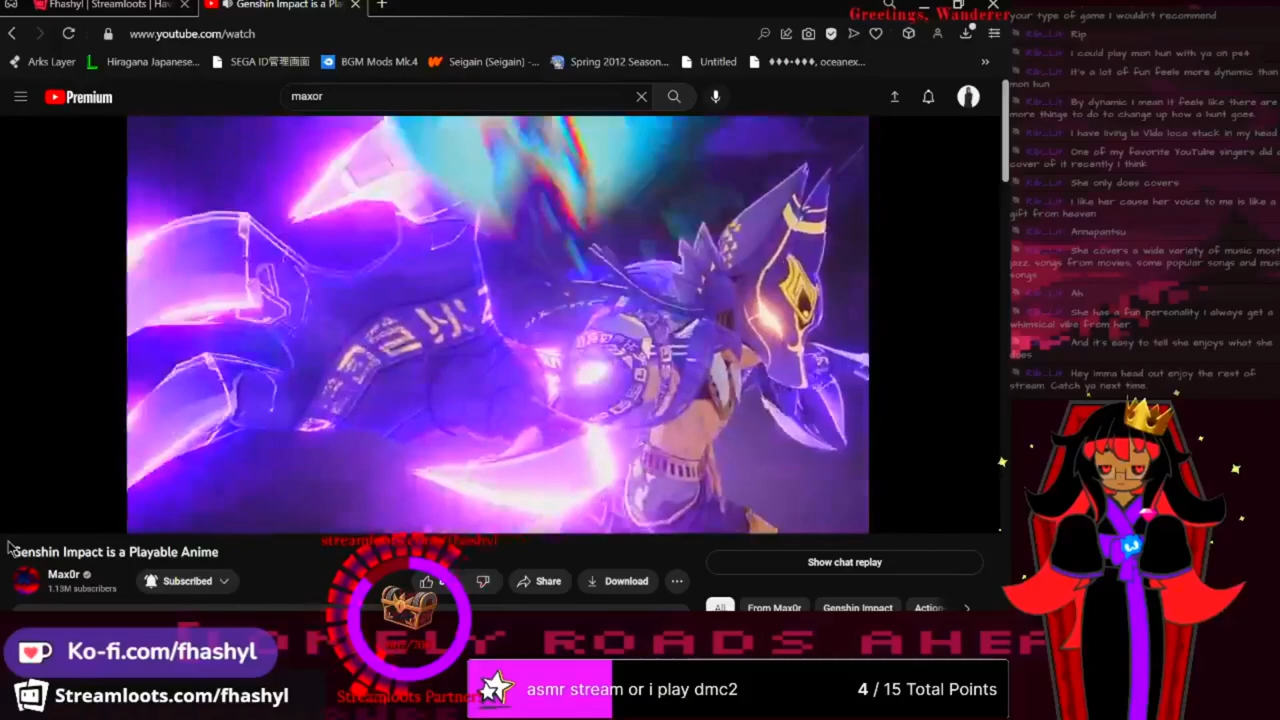 Fhashyl | Streamloots | Ha
Genshin Impact is a Pla
Greetings, Wanderer
www.youtube.com/watch
Arks Layer
Hiragana Japanese...
SEGA ID管理画面
BGM Mods Mk.4
Seigain (Seigain) -...
Spring 2012 Season...
Untitled
♦♦♦-♦♦♦, oceanex...
»
Premium
maxor
your type of game I wouldn't recommend
Rip
I could play mon hun with ya on ps4
It's a lot of fun feels more dynamic than
mon hun
By dynamic I mean it feels like there are
more things to do to change up how a hunt goes.
I have living la Vida loca stuck in my head
One of my favorite YouTube singers did a
cover of it recently I think
She only does covers
I like her cause her voice to me is like a
gift from heaven
Annapantsu
She covers a wide variety of music most
jazz, songs from movies, some popular songs and mus
songs
Ah
She has a fun personality I always get a
whimsical vibe from her
And it's easy to tell she enjoys what she
does
Hey imma head out enjoy the rest of
stream. Catch ya next time.
Genshin Impact is a Playable Anime
Max0r
1.13M subscribers
Subscribed
Share
Download
Show chat replay
All
From Max0r
Genshin Impact
Action
streamloots.com/fhashyl
LONELY ROADS AHEA
Ko-fi.com/fhashyl
Streamloots.com/fhashyl
Streamloots Partner
asmr stream or i play dmc2
4 / 15 Total Points